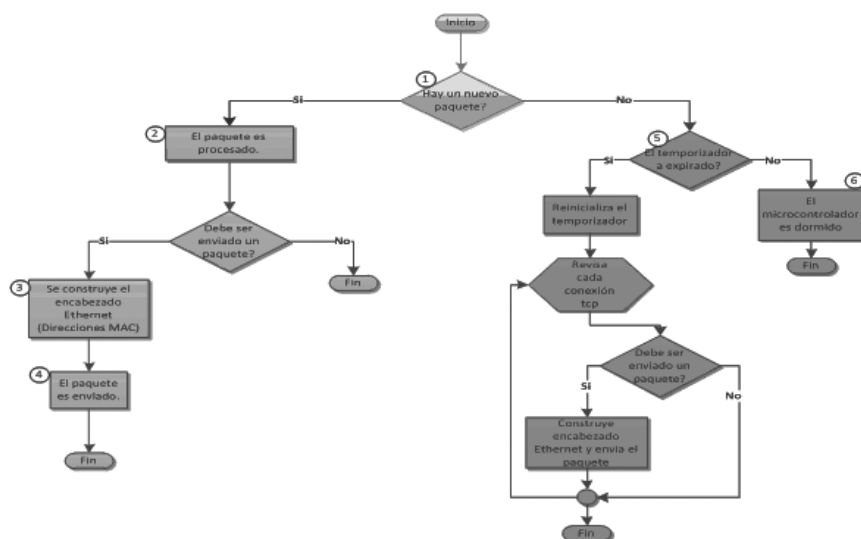 Inicio
1
Hay un nuevo
paquete?
Si
No
2
El paquete es
procesado.
5
El temporizador
a expirado?
Si
No
6
El
microcontrolador
es dormido
Fin
Reinicializa el
temporizador
Debe ser
enviado un
paquete?
Si
No
Fin
3
Se construye el
encabezado
Ethernet
(Direcciones MAC)
4
El paquete
es enviado.
Fin
Revisa
cada
conexión
tcp
Debe ser
enviado un
paquete?
Si
No
Construye
encabezado
Ethernet y envia el
paquete
Fin